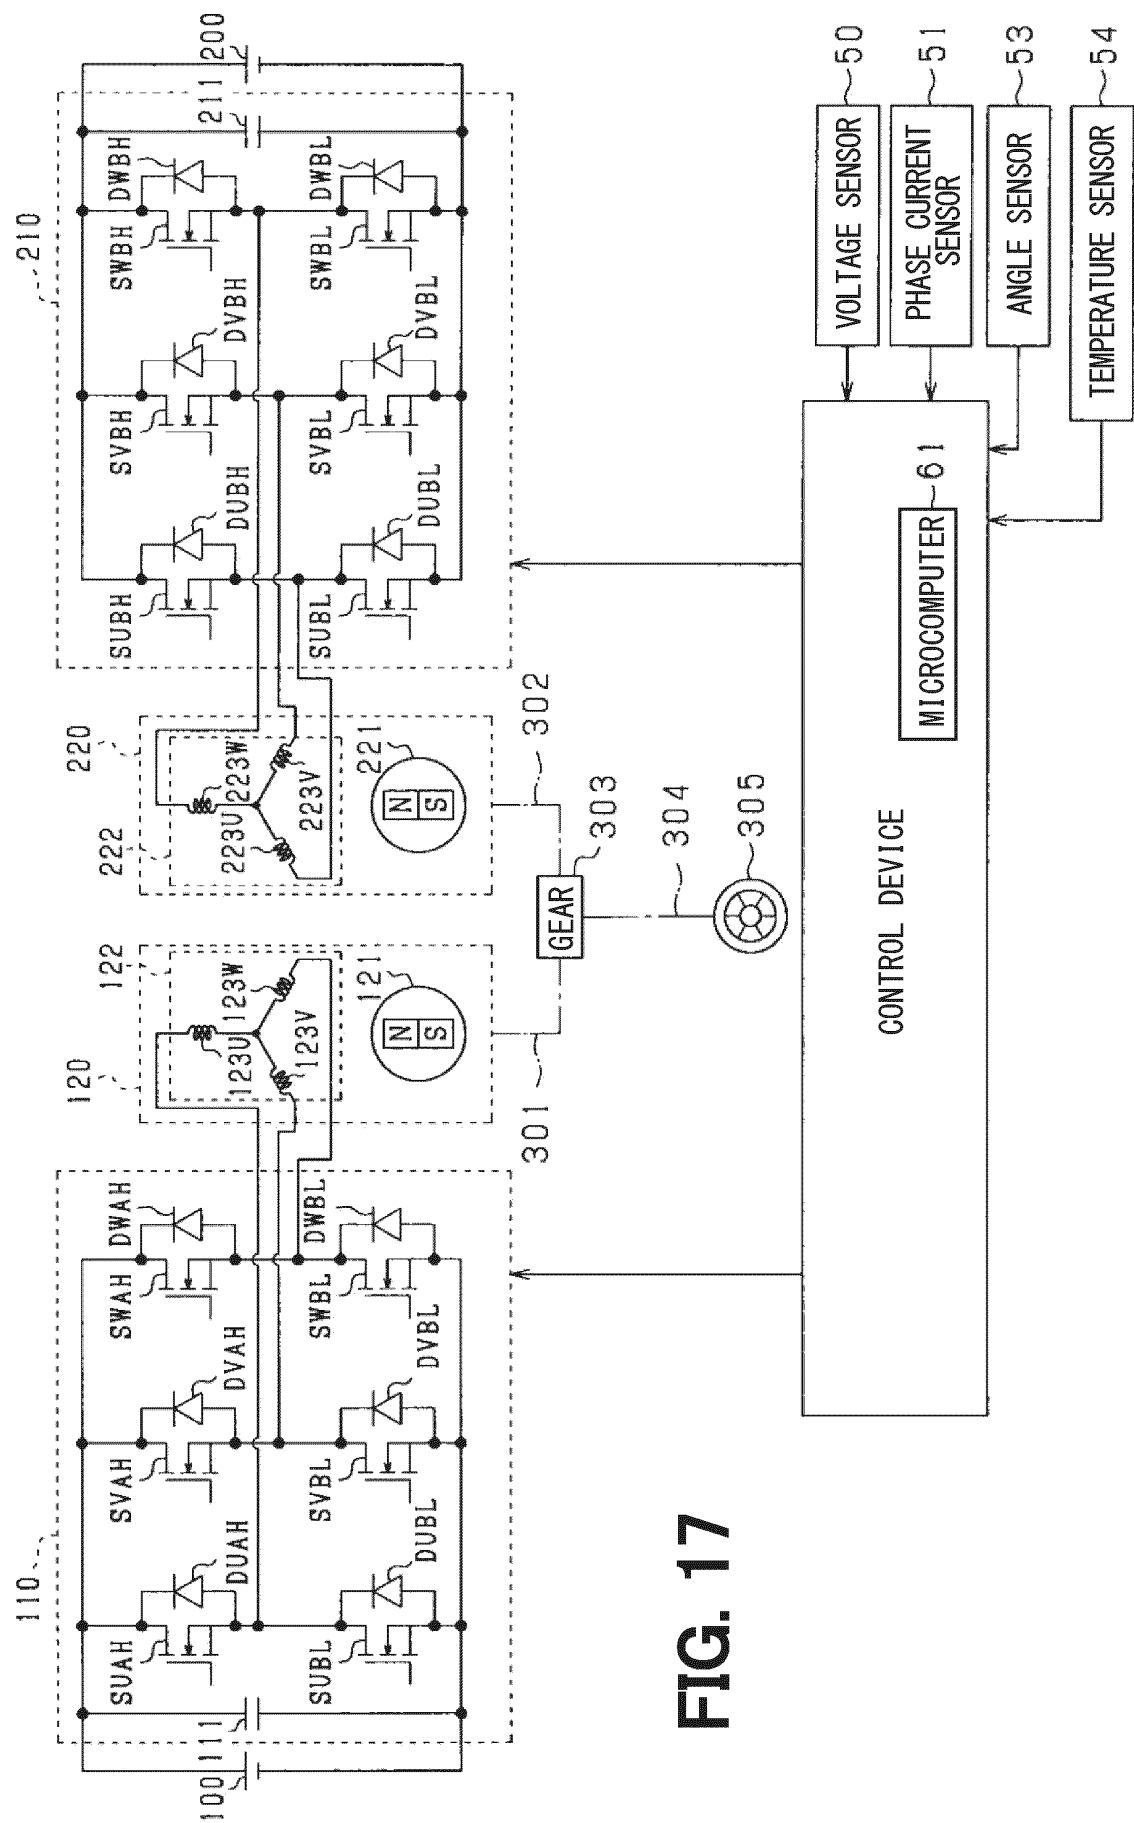 110
120
122
220
222
210
SUAH
DUAH
SVAH
DVAH
SWAH
DWAH
123U
123W
123V
223U
223W
223V
SUBH
DUBH
SVBH
DVBH
SWBH
DWBH
100
111
211
200
SUBL
DUBL
SVBL
DVBL
SWBL
DWBL
SUBL
DUBL
SVBL
DVBL
SWBL
DWBL
N
S
121
N
S
221
301
302
GEAR
303
304
305
CONTROL DEVICE
MICROCOMPUTER
61
VOLTAGE SENSOR
50
PHASE CURRENT
SENSOR
51
ANGLE SENSOR
53
TEMPERATURE SENSOR
54
FIG. 17